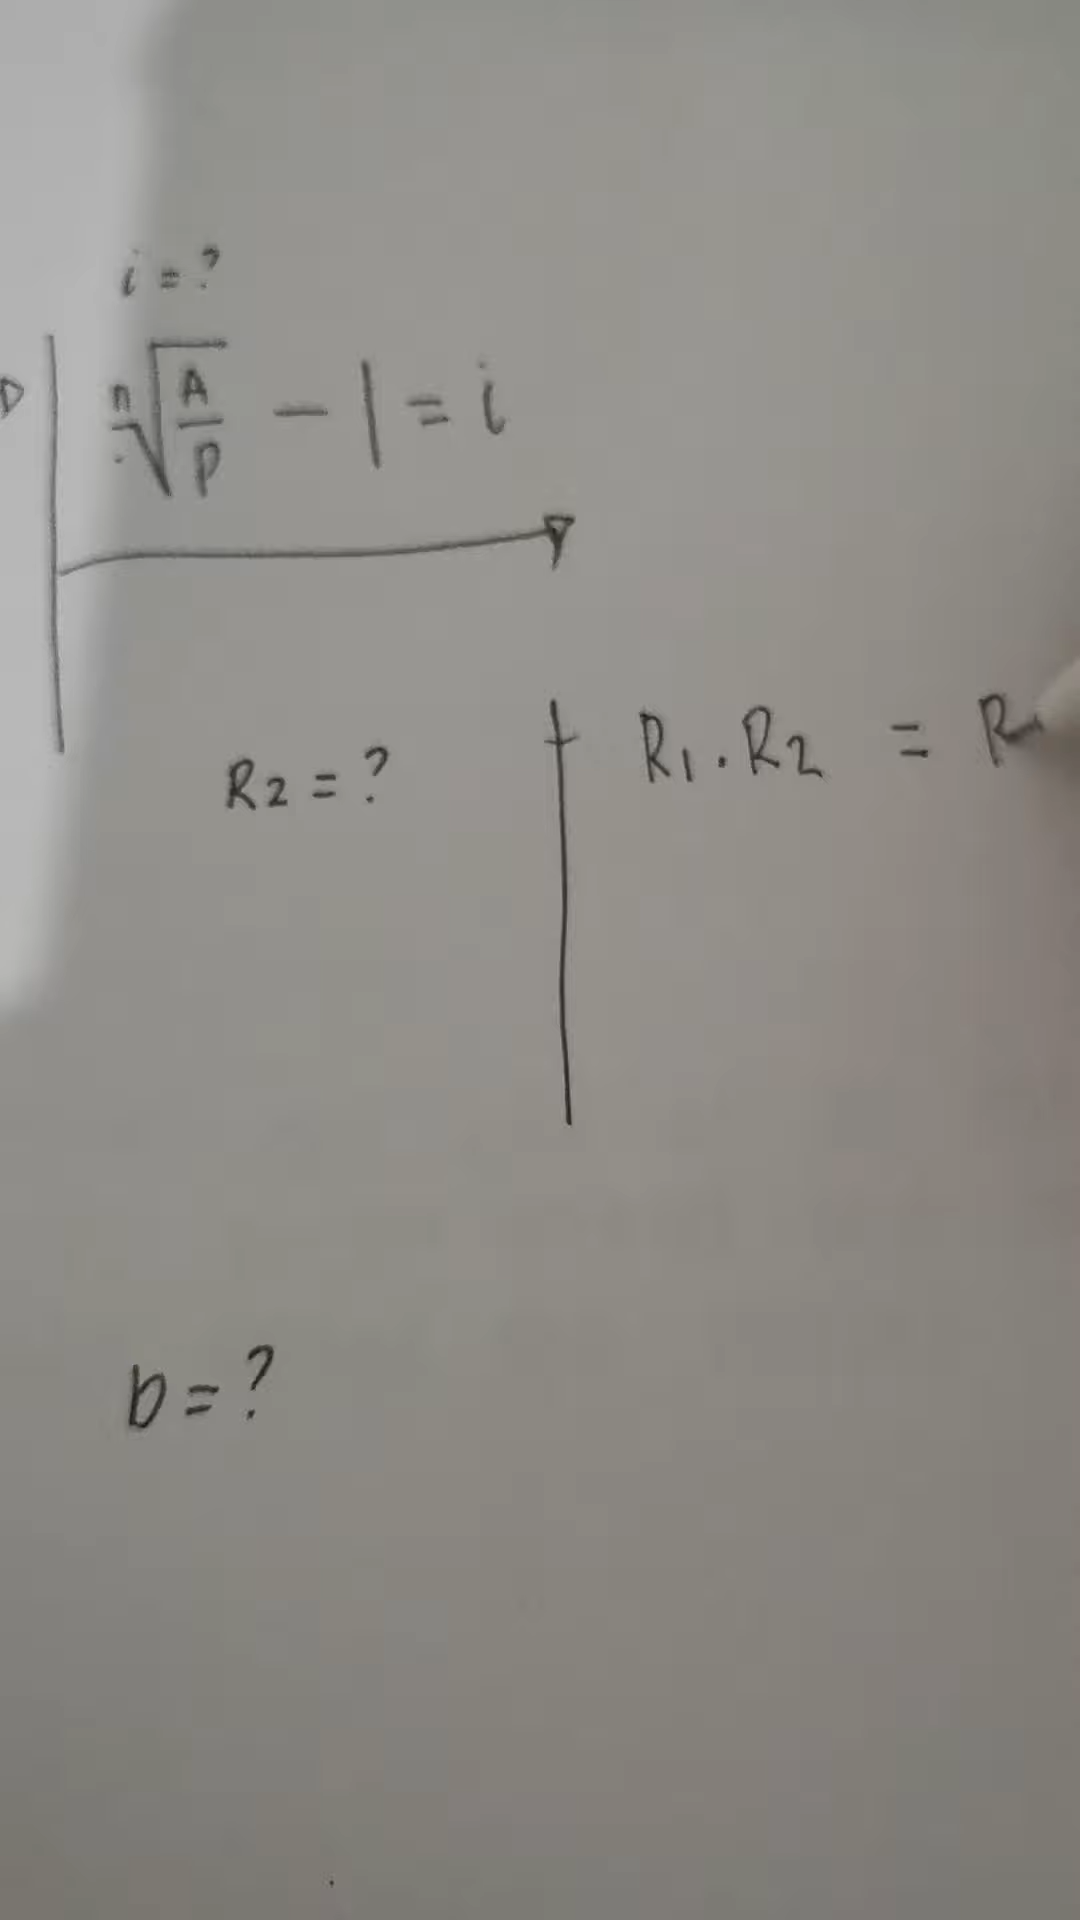 i = ?
ⁿ√(A/P) - 1 = i
R₁ . R₂ = R
R₂ = ?
b = ?